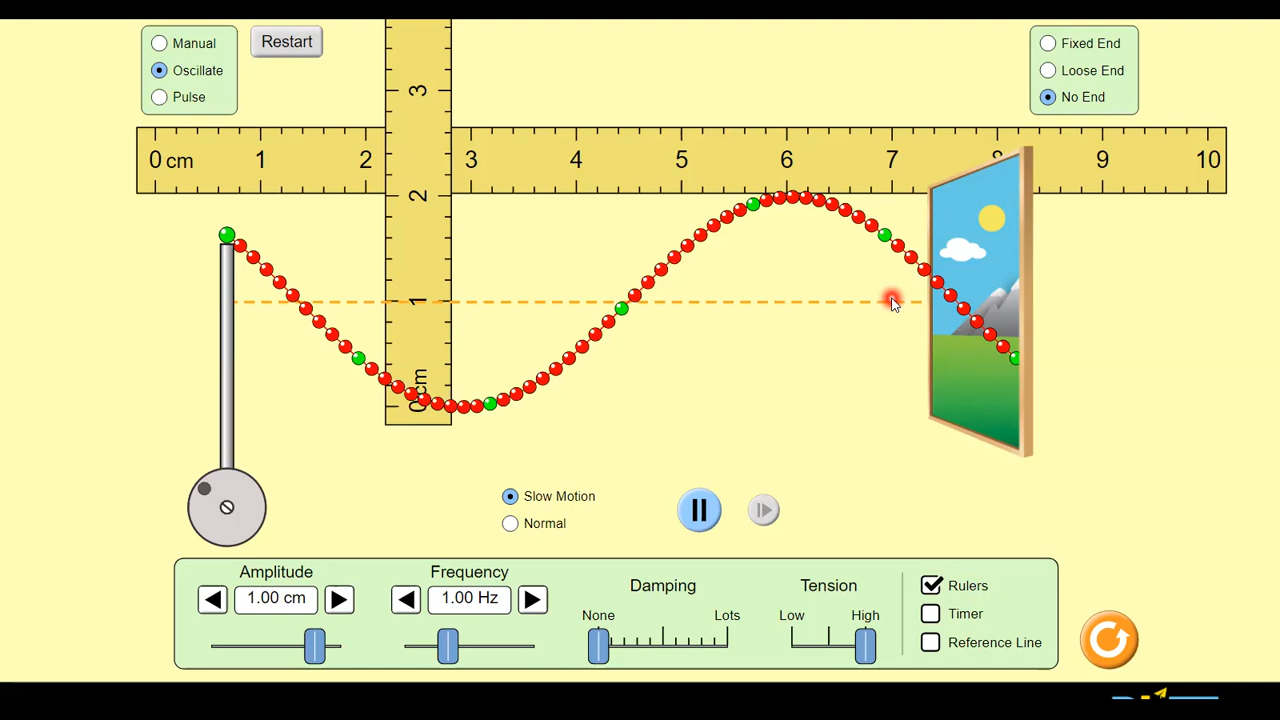 Manual
Oscillate
Pulse
Restart
Fixed End
Loose End
No End
3
2
1
0 cm
0 cm 1 2 3 4 5 6 7 8 9 10
Slow Motion
Normal
Amplitude
1.00 cm
Frequency
1.00 Hz
Damping
None Lots
Tension
Low High
Rulers
Timer
Reference Line